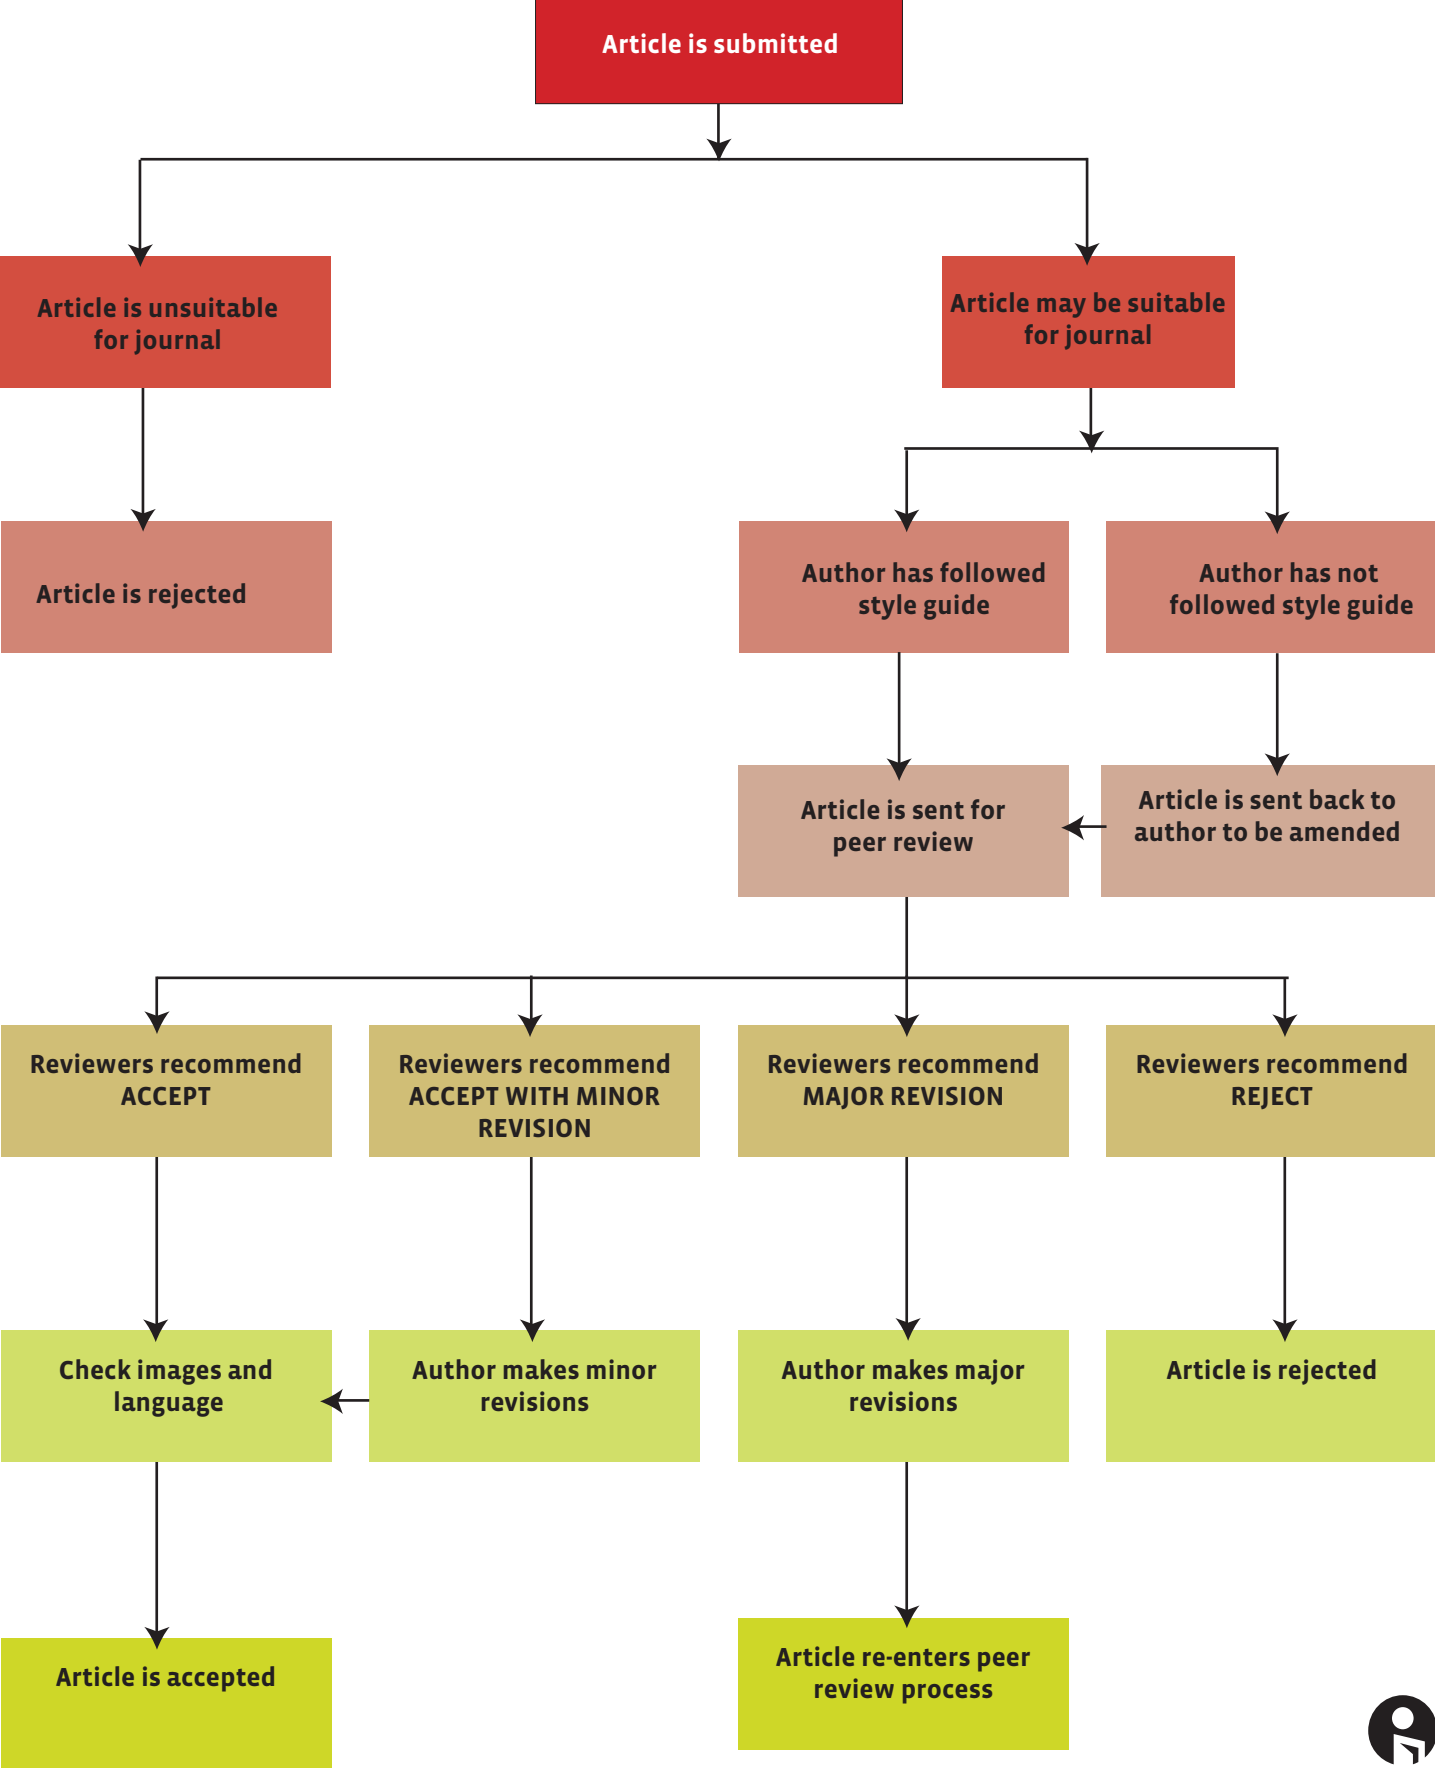 Article is submitted
Article is unsuitable
for journal
Article may be suitable
for journal
Article is rejected
Author has followed
style guide
Author has not
followed style guide
Article is sent for
peer review
Article is sent back to
author to be amended
Reviewers recommend
ACCEPT
Reviewers recommend
ACCEPT WITH MINOR
REVISION
Reviewers recommend
MAJOR REVISION
Reviewers recommend
REJECT
Check images and
language
Author makes minor
revisions
Author makes major
revisions
Article is rejected
Article is accepted
Article re-enters peer
review process